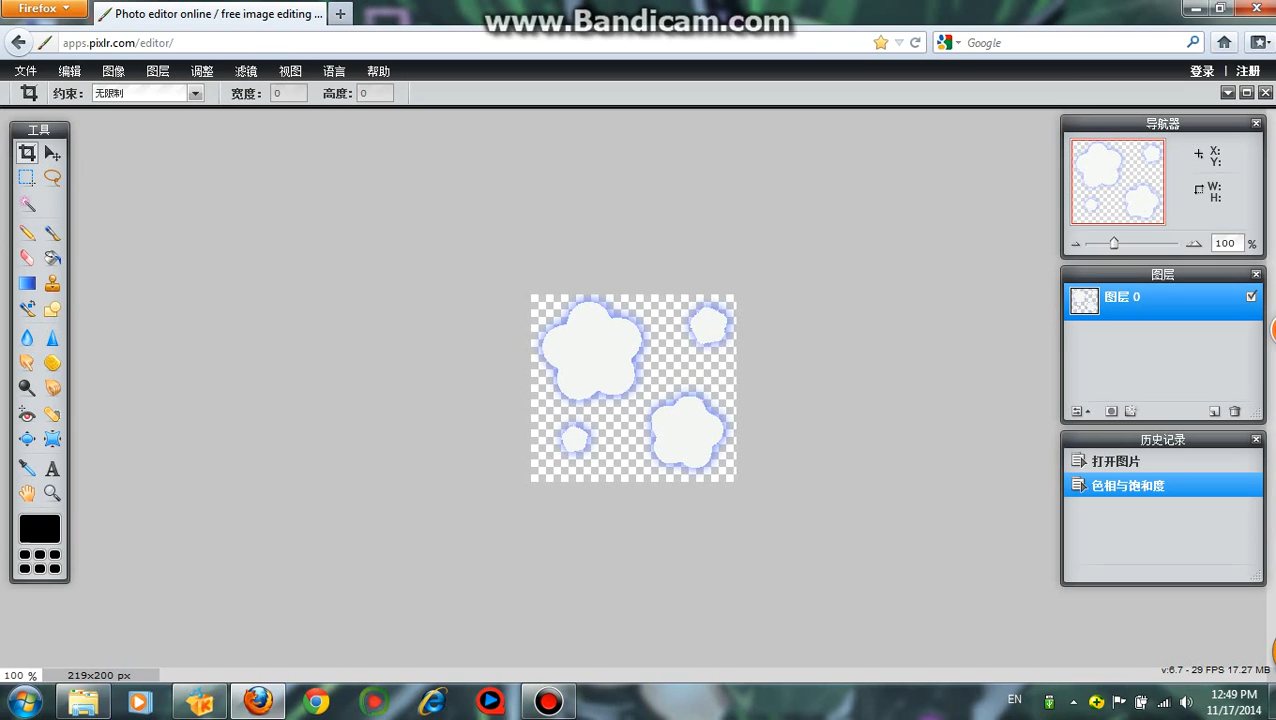 Firefox
www.Bandicam.com
Photo editor online / free image editing ...
apps.pixlr.com/editor/
Google
文件 编辑 图像 图层 调整 滤镜 视图 语言 帮助
登录 注册
约束: 无限制 宽度: 0 高度: 0
工具
导航器
X:
Y:
W:
H:
100 %
图层
图层 0
历史记录
打开图片
色相与饱和度
100 % 219x200 px
v:6.7 - 29 FPS 17.27 MB
EN
12:49 PM
11/17/2014